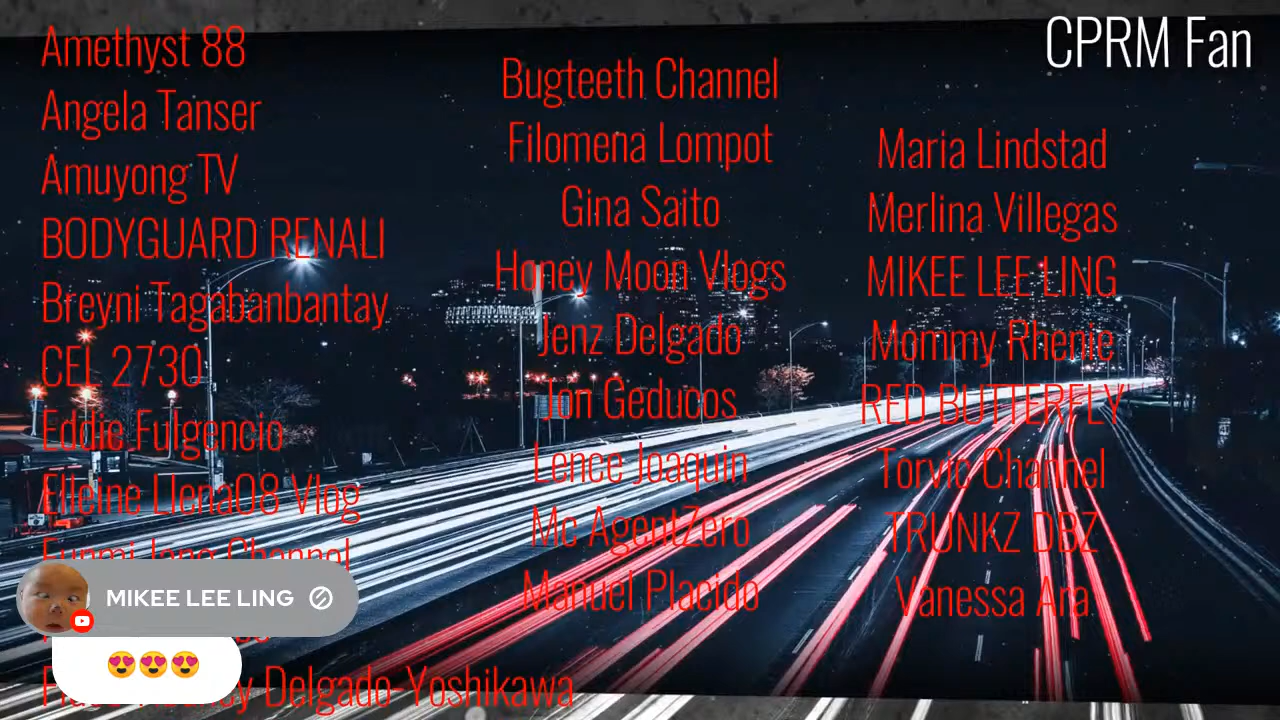 CPRM Fan
Amethyst 88
Angela Tanser
Amuyong TV
BODYGUARD RENALI
Breyni Tagabanbantay
CEL 2730
Eddie Fulgencio
Elleine Llena08 Vlog
Channel
Delgado-Yoshikawa
Bugteeth Channel
Filomena Lompot
Gina Saito
Honey Moon Vlogs
Jenz Delgado
Jon Geducos
Lence Joaquin
Mc AgentZero
Manuel Placido
Maria Lindstad
Merlina Villegas
MIKEE LEE LING
Mommy Rhenie
RED BUTTERFLY
Torvic Channel
TRUNKZ DBZ
Vanessa Ara
MIKEE LEE LING